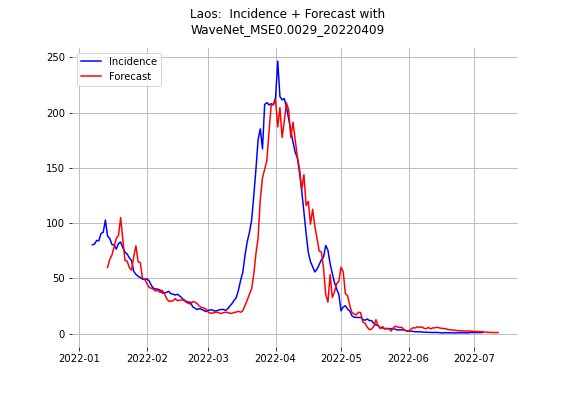 Laos:  Incidence + Forecast with
WaveNet_MSE0.0029_20220409
Incidence
Forecast
250
200
150
100
50
0
2022-01 2022-02 2022-03 2022-04 2022-05 2022-06 2022-07